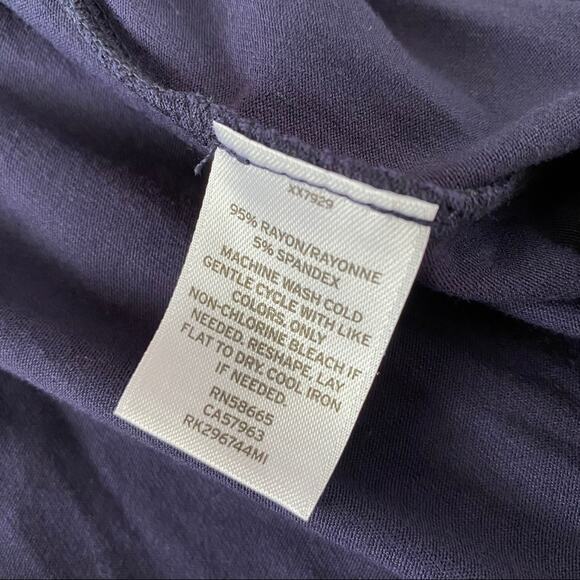 XX7929
95% RAYON/RAYONNE
5% SPANDEX
MACHINE WASH COLD
GENTLE CYCLE WITH LIKE
COLORS, ONLY
NON-CHLORINE BLEACH IF
NEEDED. RESHAPE, LAY
FLAT TO DRY. COOL IRON
IF NEEDED.
RN58665
CA57963
RK296744MI